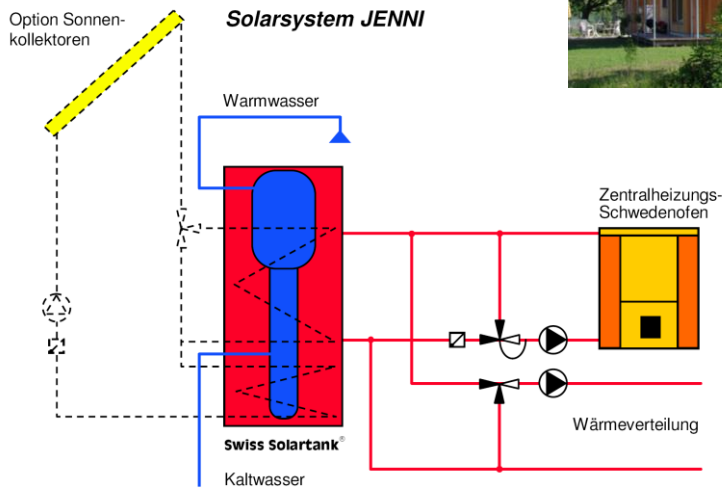 Solarsystem JENNI
Option Sonnen-
kollektoren
Warmwasser
Zentralheizungs-
Schwedenofen
Wärmeverteilung
Swiss Solartank®
Kaltwasser